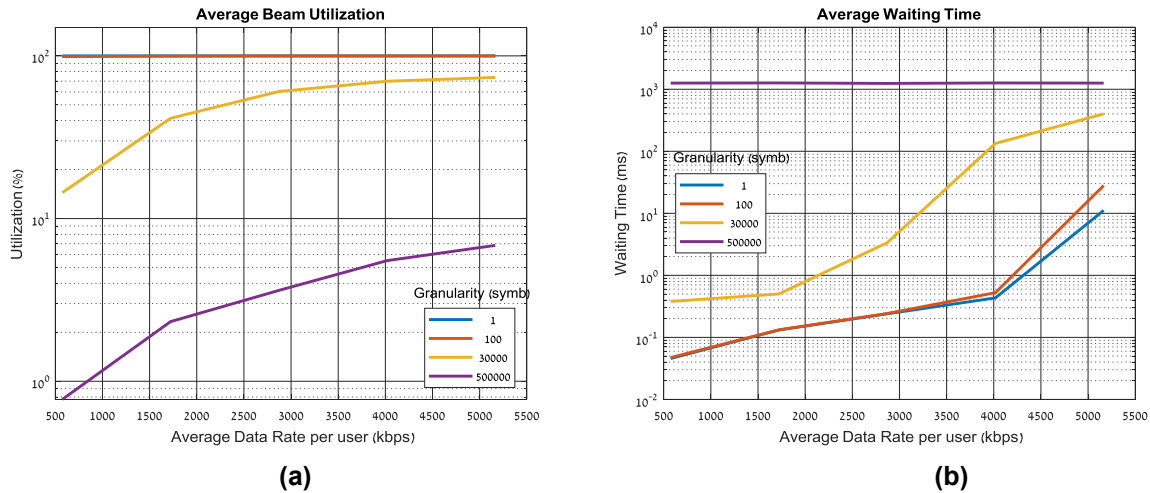 Average Beam Utilization
10^2
10^1
10^0
Utilization (%)
Granularity (symb)
1
100
30000
500000
500 1000 1500 2000 2500 3000 3500 4000 4500 5000 5500
Average Data Rate per user (kbps)
(a)
Average Waiting Time
10^4
10^3
10^2
10^1
10^0
10^-1
10^-2
Waiting Time (ms)
Granularity (symb)
1
100
30000
500000
500 1000 1500 2000 2500 3000 3500 4000 4500 5000 5500
Average Data Rate per user (kbps)
(b)